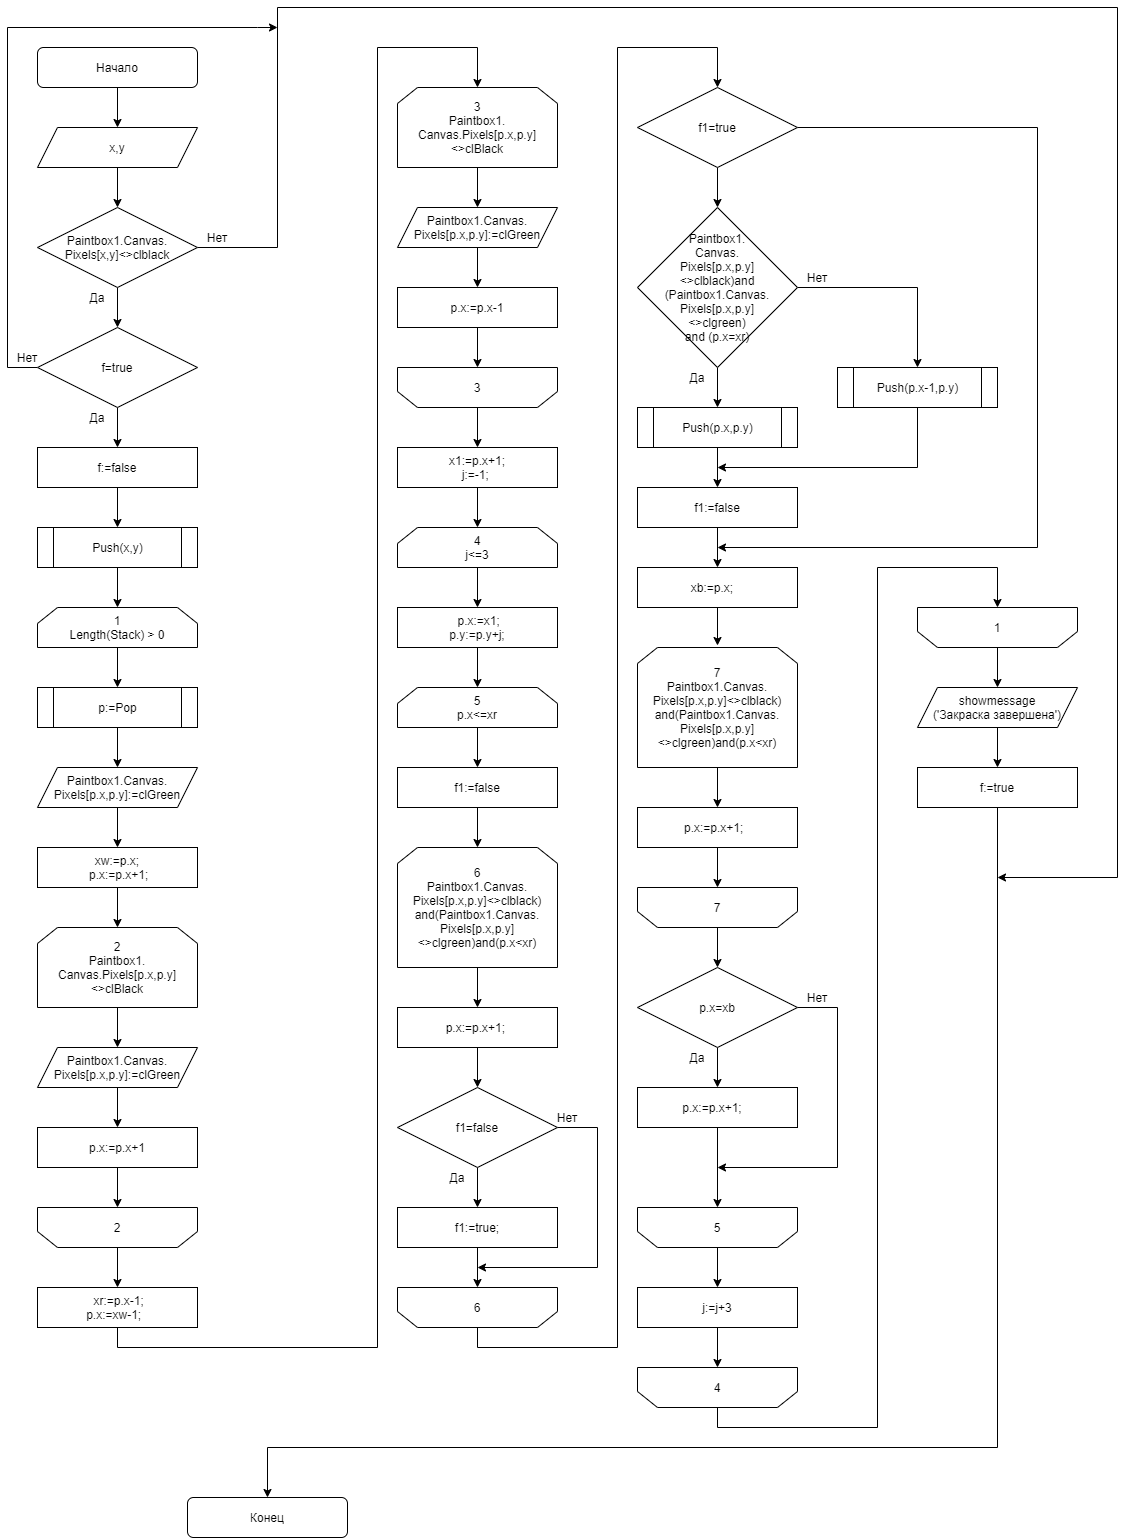 Начало
x,y
Paintbox1.Canvas.
Pixels[x,y]<>clblack
Нет
Да
f=true
Нет
Да
f:=false
Push(x,y)
1
Length(Stack) > 0
p:=Pop
Paintbox1.Canvas.
Pixels[p.x,p.y]:=clGreen
xw:=p.x;
p.x:=p.x+1;
2
Paintbox1.
Canvas.Pixels[p.x,p.y]
<>clBlack
Paintbox1.Canvas.
Pixels[p.x,p.y]:=clGreen
p.x:=p.x+1
2
xr:=p.x-1;
p.x:=xw-1;
3
Paintbox1.
Canvas.Pixels[p.x,p.y]
<>clBlack
Paintbox1.Canvas.
Pixels[p.x,p.y]:=clGreen
p.x:=p.x-1
3
x1:=p.x+1;
j:=-1;
4
j<=3
p.x:=x1;
p.y:=p.y+j;
5
p.x<=xr
f1:=false
6
Paintbox1.Canvas.
Pixels[p.x,p.y]<>clblack)
and(Paintbox1.Canvas.
Pixels[p.x,p.y]
<>clgreen)and(p.x<xr)
p.x:=p.x+1;
f1=false
Нет
Да
f1:=true;
6
f1=true
Paintbox1.
Canvas.
Pixels[p.x,p.y]
<>clblack)and
(Paintbox1.Canvas.
Pixels[p.x,p.y]
<>clgreen)
and (p.x=xr)
Нет
Да
Push(p.x-1,p.y)
Push(p.x,p.y)
f1:=false
xb:=p.x;
7
Paintbox1.Canvas.
Pixels[p.x,p.y]<>clblack)
and(Paintbox1.Canvas.
Pixels[p.x,p.y]
<>clgreen)and(p.x<xr)
p.x:=p.x+1;
7
p.x=xb
Нет
Да
p.x:=p.x+1;
5
j:=j+3
4
1
showmessage
('Закраска завершена')
f:=true
Конец